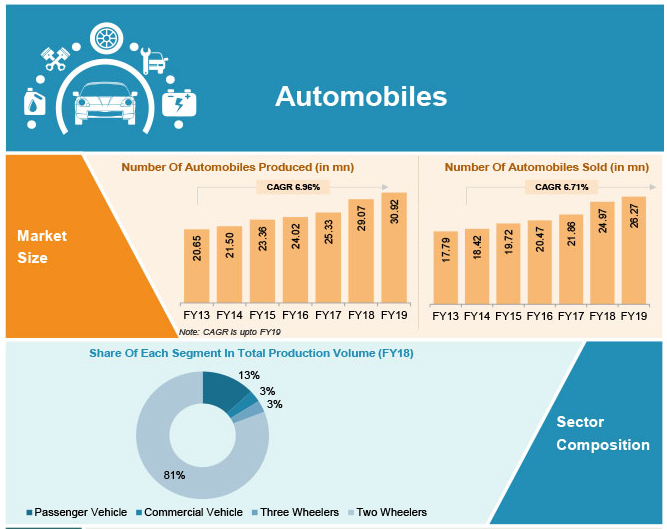 Automobiles
Market
Size
Number Of Automobiles Produced (in mn)
CAGR 6.96%
20.65
21.50
23.36
24.02
25.33
29.07
30.92
FY13 FY14 FY15 FY16 FY17 FY18 FY19
Note: CAGR is upto FY19
Number Of Automobiles Sold (in mn)
CAGR 6.71%
17.79
18.42
19.72
20.47
21.86
24.97
26.27
FY13 FY14 FY15 FY16 FY17 FY18 FY19
Share Of Each Segment In Total Production Volume (FY18)
13%
3%
3%
81%
Passenger Vehicle Commercial Vehicle Three Wheelers Two Wheelers
Sector
Composition